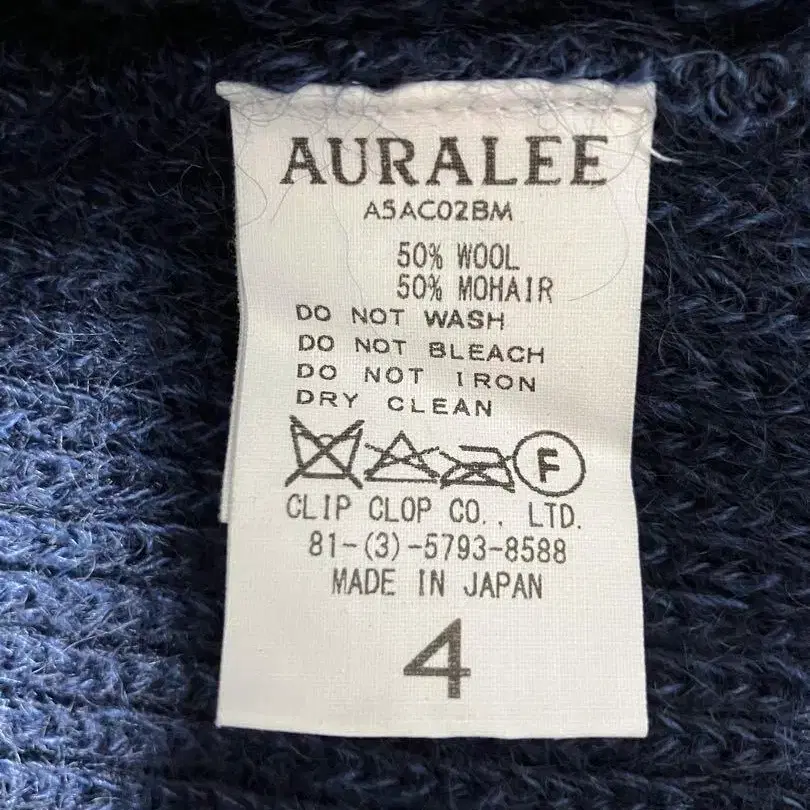 AURALEE
A5AC02BM
50% WOOL
50% MOHAIR
DO NOT WASH
DO NOT BLEACH
DO NOT IRON
DRY CLEAN
F
CLIP CLOP CO., LTD.
81-(3)-5793-8588
MADE IN JAPAN
4